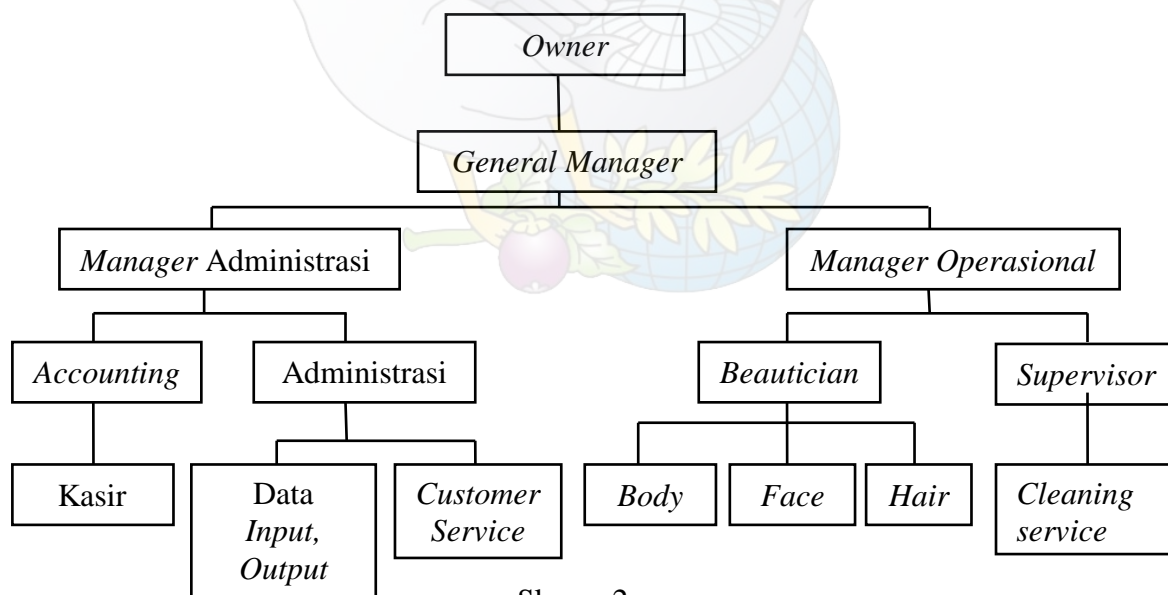 Owner
General Manager
Manager Administrasi
Manager Operasional
Accounting
Administrasi
Beautician
Supervisor
Kasir
Data
Input,
Output
Customer
Service
Body
Face
Hair
Cleaning
service